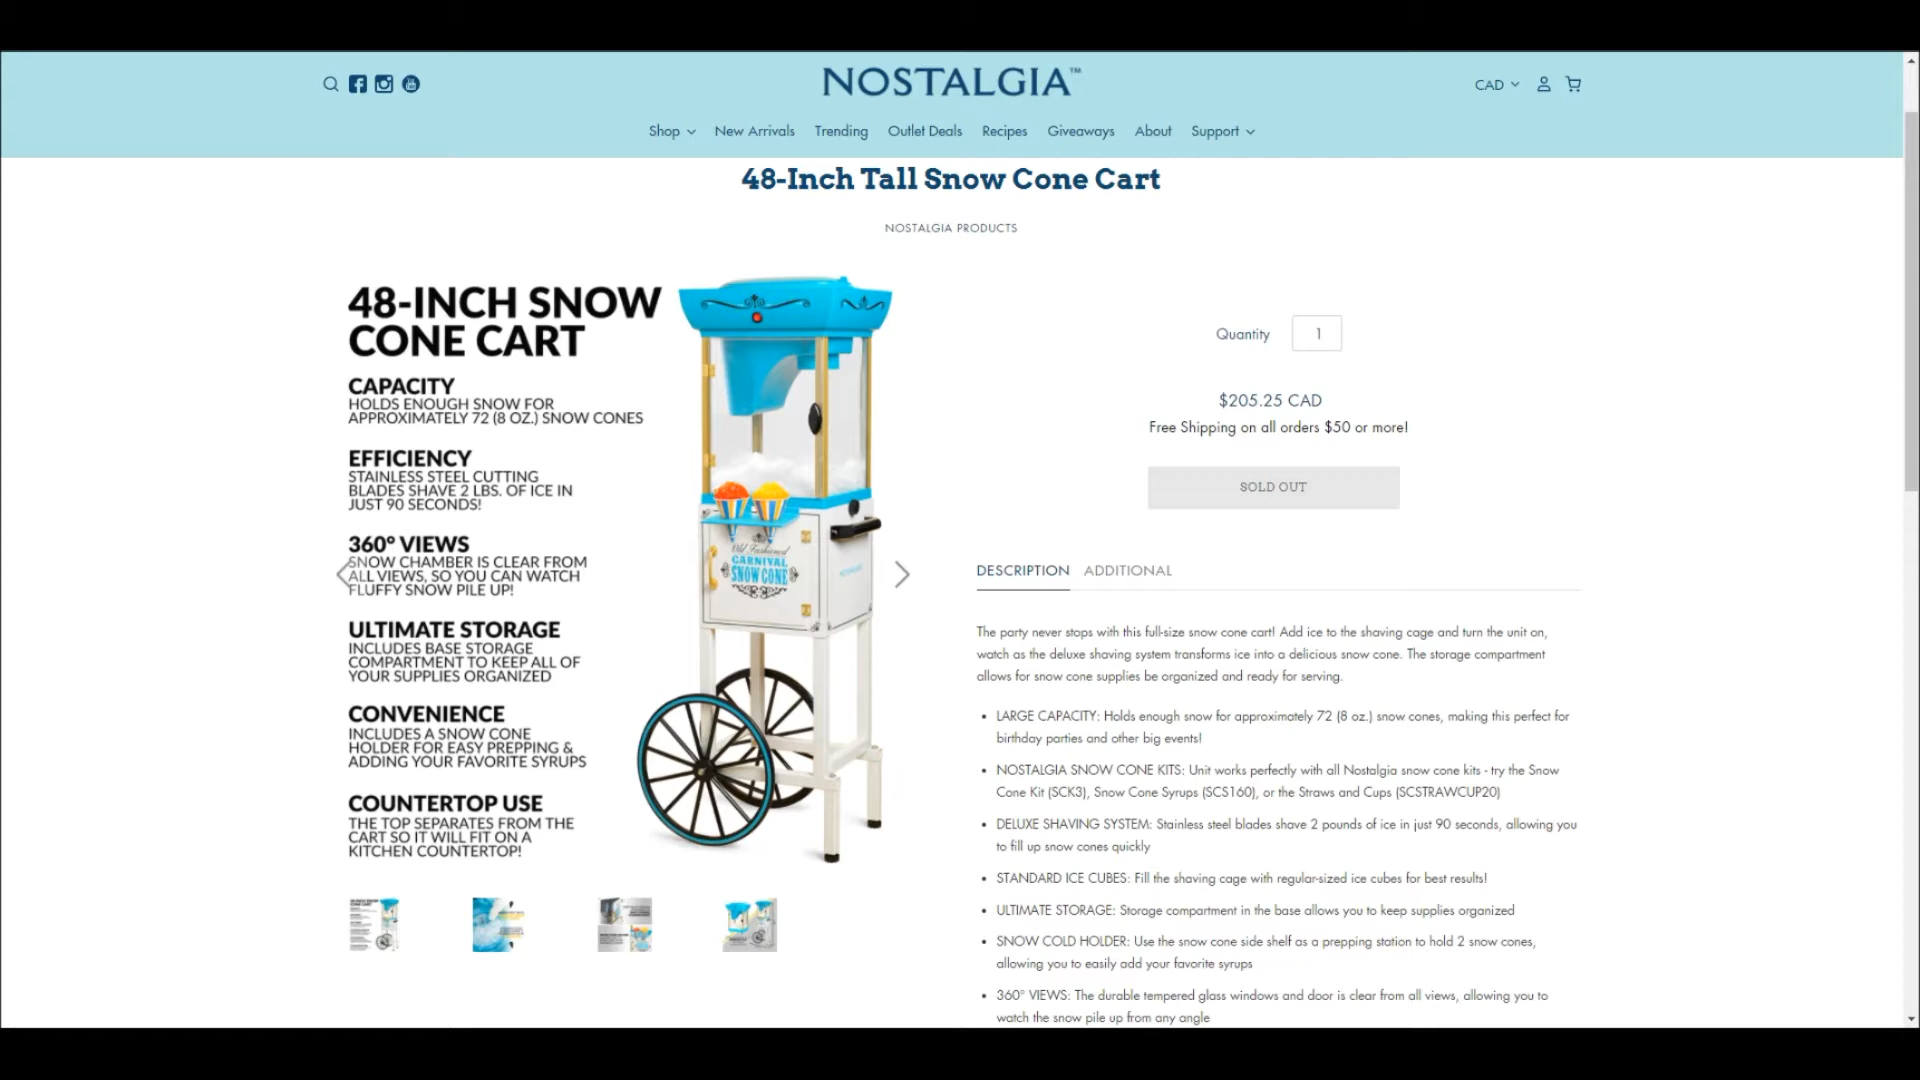 NOSTALGIA™
CAD
Shop
New Arrivals
Trending
Outlet Deals
Recipes
Giveaways
About
Support
48-Inch Tall Snow Cone Cart
NOSTALGIA PRODUCTS
48-INCH SNOW
CONE CART
CAPACITY
HOLDS ENOUGH SNOW FOR
APPROXIMATELY 72 (8 OZ.) SNOW CONES
EFFICIENCY
STAINLESS STEEL CUTTING
BLADES SHAVE 2 LBS. OF ICE IN
JUST 90 SECONDS!
360° VIEWS
SNOW CHAMBER IS CLEAR FROM
ALL VIEWS, SO YOU CAN WATCH
FLUFFY SNOW PILE UP!
ULTIMATE STORAGE
INCLUDES BASE STORAGE
COMPARTMENT TO KEEP ALL OF
YOUR SUPPLIES ORGANIZED
CONVENIENCE
INCLUDES A SNOW CONE
HOLDER FOR EASY PREPPING &
ADDING YOUR FAVORITE SYRUPS
COUNTERTOP USE
THE TOP SEPARATES FROM THE
CART SO IT WILL FIT ON A
KITCHEN COUNTERTOP!
Old Fashioned
CARNIVAL
SNOW CONE
Quantity 1
$205.25 CAD
Free Shipping on all orders $50 or more!
SOLD OUT
DESCRIPTION ADDITIONAL
The party never stops with this full-size snow cone cart! Add ice to the shaving cage and turn the unit on,
watch as the deluxe shaving system transforms ice into a delicious snow cone. The storage compartment
allows for snow cone supplies be organized and ready for serving.
• LARGE CAPACITY: Holds enough snow for approximately 72 (8 oz.) snow cones, making this perfect for
birthday parties and other big events!
• NOSTALGIA SNOW CONE KITS: Unit works perfectly with all Nostalgia snow cone kits - try the Snow
Cone Kit (SCK3), Snow Cone Syrups (SCS160), or the Straws and Cups (SCSTRAWCUP20)
• DELUXE SHAVING SYSTEM: Stainless steel blades shave 2 pounds of ice in just 90 seconds, allowing you
to fill up snow cones quickly
• STANDARD ICE CUBES: Fill the shaving cage with regular-sized ice cubes for best results!
• ULTIMATE STORAGE: Storage compartment in the base allows you to keep supplies organized
• SNOW COLD HOLDER: Use the snow cone side shelf as a prepping station to hold 2 snow cones,
allowing you to easily add your favorite syrups
• 360° VIEWS: The durable tempered glass windows and door is clear from all views, allowing you to
watch the snow pile up from any angle